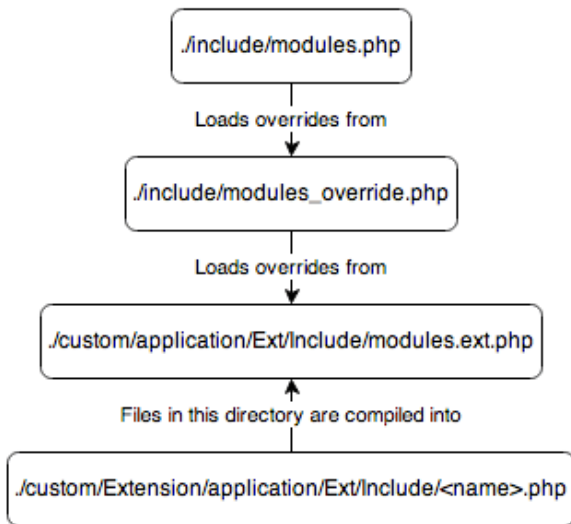 ./include/modules.php
Loads overrides from
./include/modules_override.php
Loads overrides from
./custom/application/Ext/Include/modules.ext.php
Files in this directory are compiled into
./custom/Extension/application/Ext/Include/<name>.php